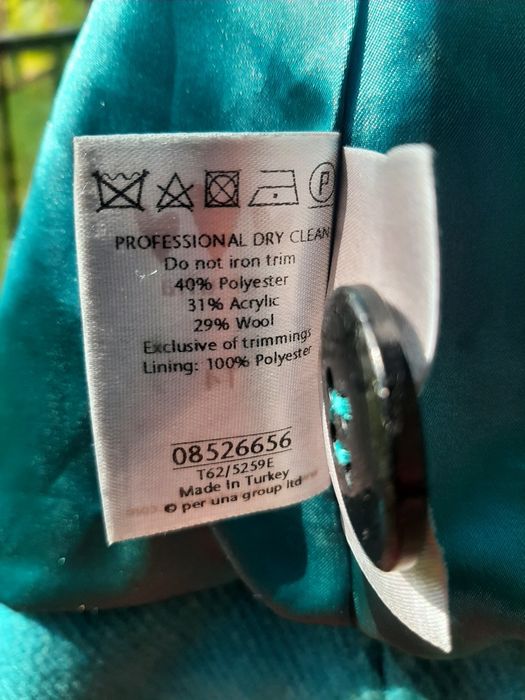 P
PROFESSIONAL DRY CLEAN
Do not iron trim
40% Polyester
31% Acrylic
29% Wool
Exclusive of trimmings
Lining: 100% Polyester
08526656
T62/5259E
Made In Turkey
© per una group ltd